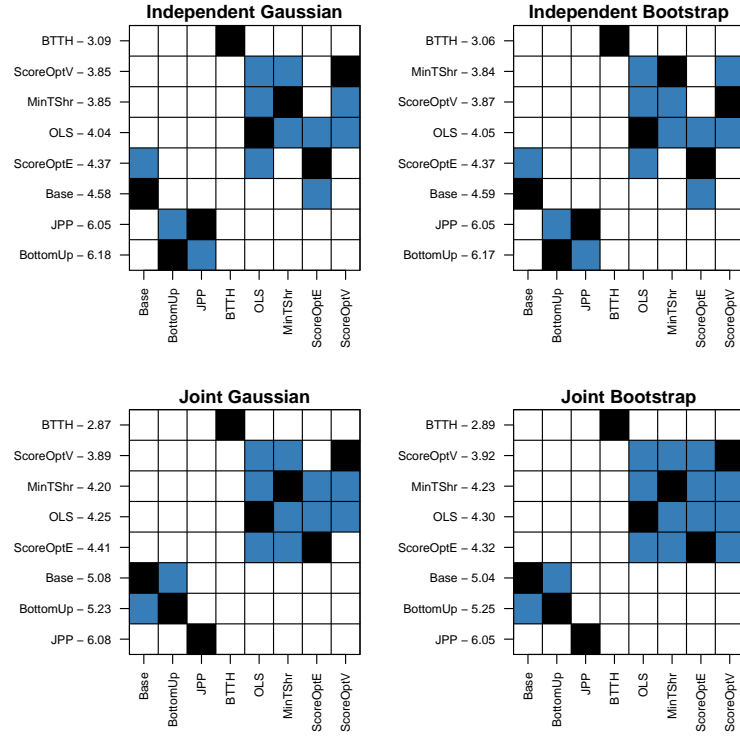 Independent Gaussian
BTTH – 3.09
ScoreOptV – 3.85
MinTShr – 3.85
OLS – 4.04
ScoreOptE – 4.37
Base – 4.58
JPP – 6.05
BottomUp – 6.18
Base
BottomUp
JPP
BTTH
OLS
MinTShr
ScoreOptE
ScoreOptV
Independent Bootstrap
BTTH – 3.06
MinTShr – 3.84
ScoreOptV – 3.87
OLS – 4.05
ScoreOptE – 4.37
Base – 4.59
JPP – 6.05
BottomUp – 6.17
Base
BottomUp
JPP
BTTH
OLS
MinTShr
ScoreOptE
ScoreOptV
Joint Gaussian
BTTH – 2.87
ScoreOptV – 3.89
MinTShr – 4.20
OLS – 4.25
ScoreOptE – 4.41
Base – 5.08
BottomUp – 5.23
JPP – 6.08
Base
BottomUp
JPP
BTTH
OLS
MinTShr
ScoreOptE
ScoreOptV
Joint Bootstrap
BTTH – 2.89
ScoreOptV – 3.92
MinTShr – 4.23
OLS – 4.30
ScoreOptE – 4.32
Base – 5.04
BottomUp – 5.25
JPP – 6.05
Base
BottomUp
JPP
BTTH
OLS
MinTShr
ScoreOptE
ScoreOptV